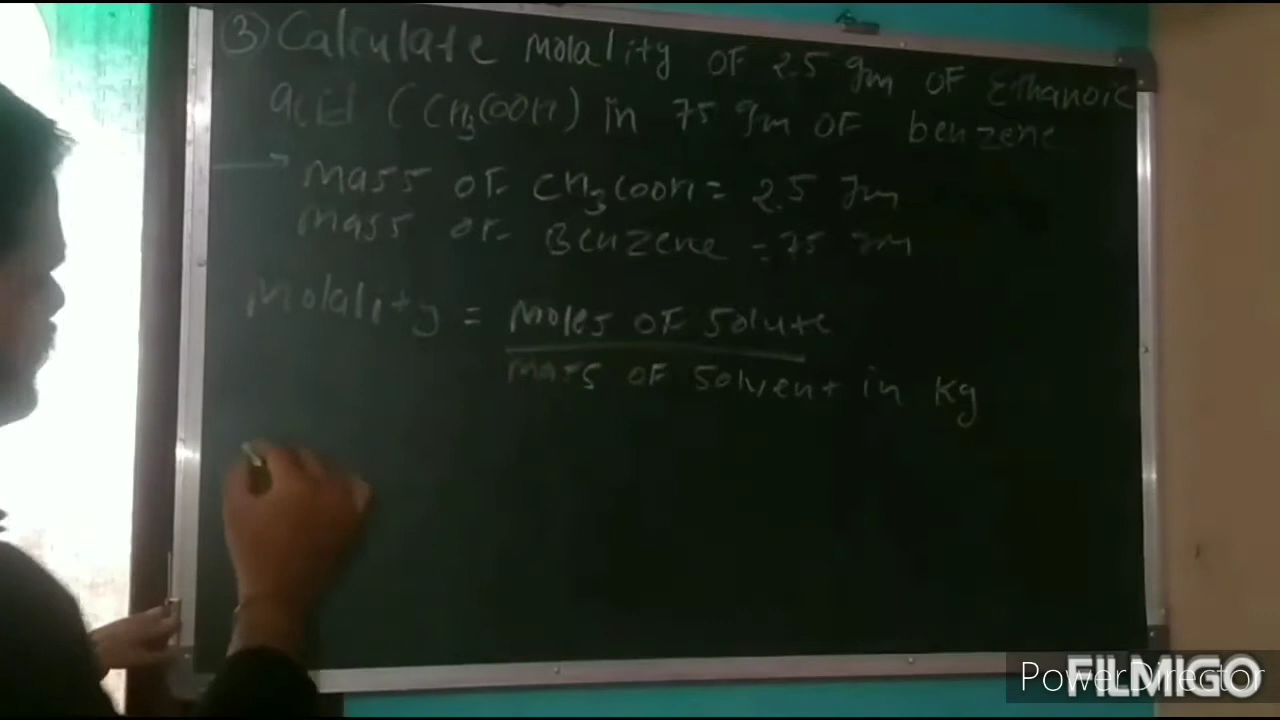 ③ Calculate molality OF 2.5 gm OF Ethanoic
acid (CH3COOH) in 75 gm OF benzene
→ Mass OF CH3COOH = 2.5 gm
Mass OF Benzene = 75 gm
Molality = Moles OF Solute
Mass OF Solvent in Kg
PowerDirector
FILMIGO